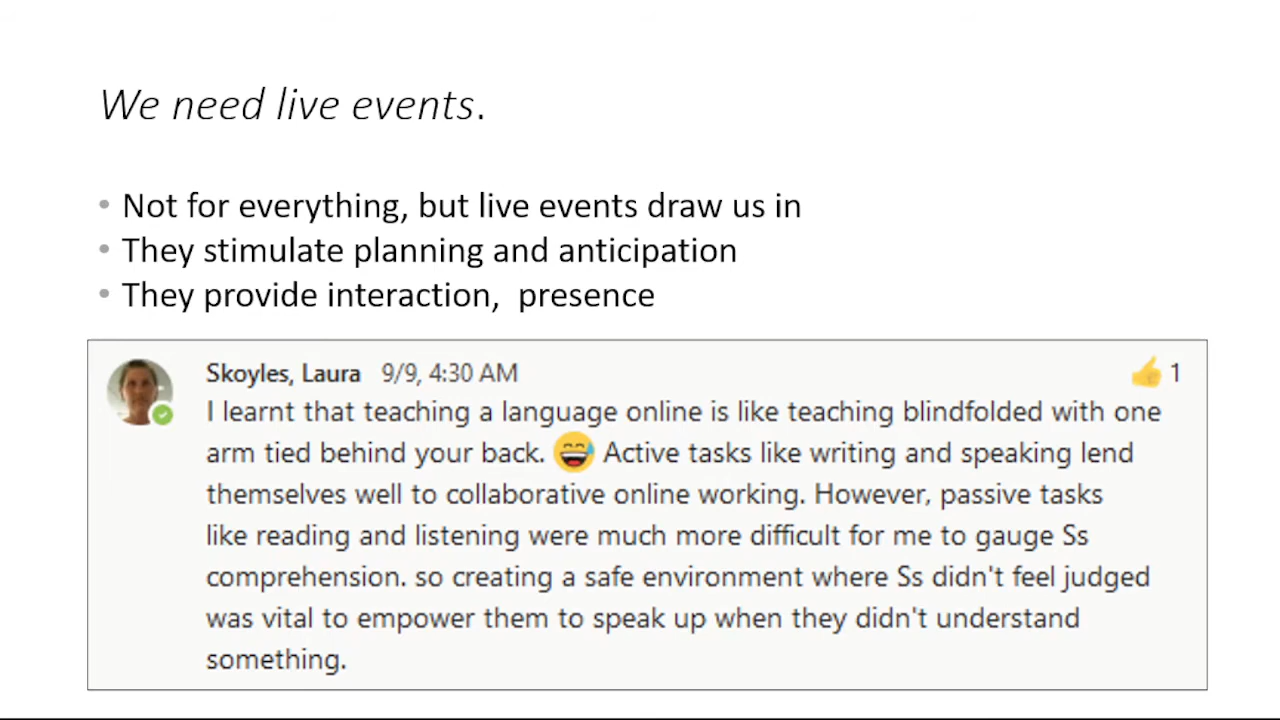 We need live events.
• Not for everything, but live events draw us in
• They stimulate planning and anticipation
• They provide interaction,  presence
Skoyles, Laura 9/9, 4:30 AM 👍 1
I learnt that teaching a language online is like teaching blindfolded with one
arm tied behind your back. 😅 Active tasks like writing and speaking lend
themselves well to collaborative online working. However, passive tasks
like reading and listening were much more difficult for me to gauge Ss
comprehension. so creating a safe environment where Ss didn't feel judged
was vital to empower them to speak up when they didn't understand
something.